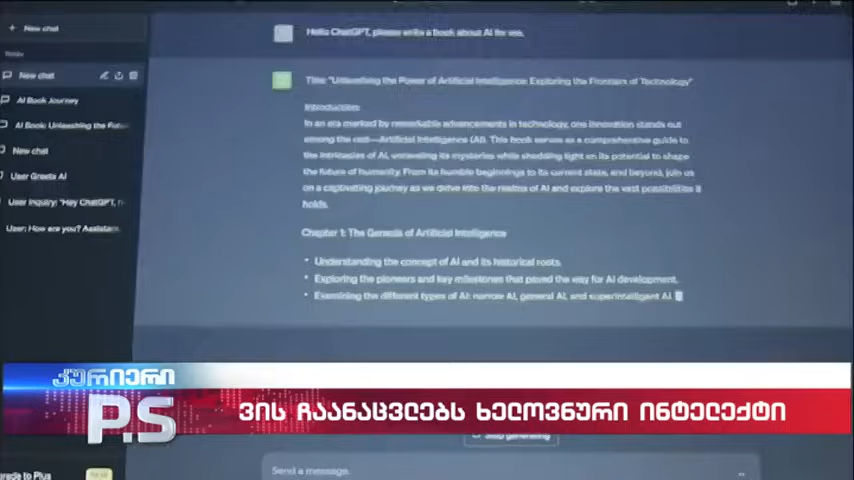 New chat
Hello ChatGPT, please write a book about AI for me.
New chat
Title: "Unleashing the Power of Artificial Intelligence: Exploring the Frontiers of Technology"
AI Book Journey
Introduction:
In an era marked by remarkable advancements in technology, one innovation stands out
AI Book: Unleashing the Futu
among the rest—Artificial Intelligence (AI). This book serves as a comprehensive guide to
New chat
the intricacies of AI, unraveling its mysteries while shedding light on its potential to shape
User Greets AI
the future of humanity. From its humble beginnings to its current state, and beyond, join us
on a captivating journey as we delve into the realms of AI and explore the vast possibilities it
User Inquiry: "Hey ChatGPT,
holds.
User: How are you? Assistant
Chapter 1: The Genesis of Artificial Intelligence
• Understanding the concept of AI and its historical roots.
• Exploring the pioneers and key milestones that paved the way for AI development.
• Examining the different types of AI: narrow AI, general AI, and superintelligent AI
კურიერი
P.S
ვის ჩაანაცვლებს ხელოვნური ინტელექტი
Stop generating
Send a message.
grade to Plus